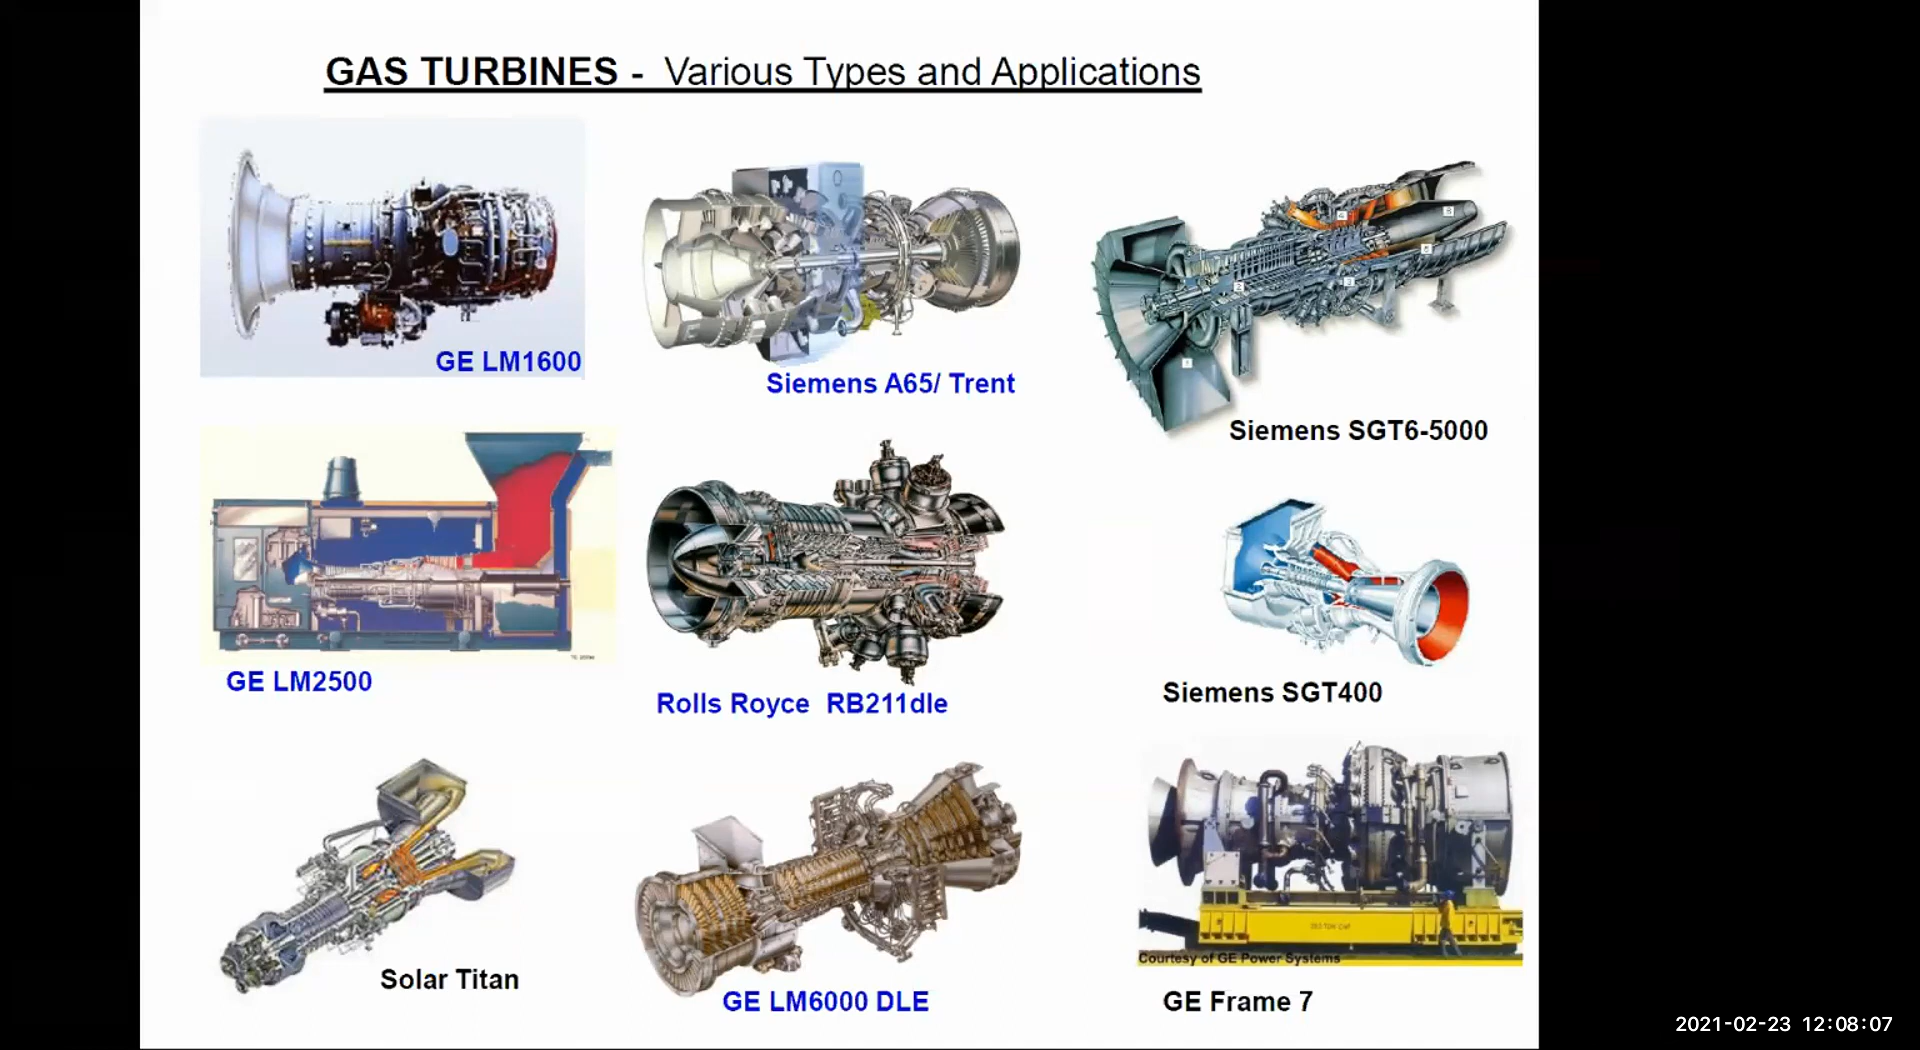 GAS TURBINES - Various Types and Applications
GE LM1600
Siemens A65/ Trent
Siemens SGT6-5000
GE LM2500
Rolls Royce RB211dle
Siemens SGT400
Solar Titan
GE LM6000 DLE
Courtesy of GE Power Systems
GE Frame 7
2021-02-23 12:08:07